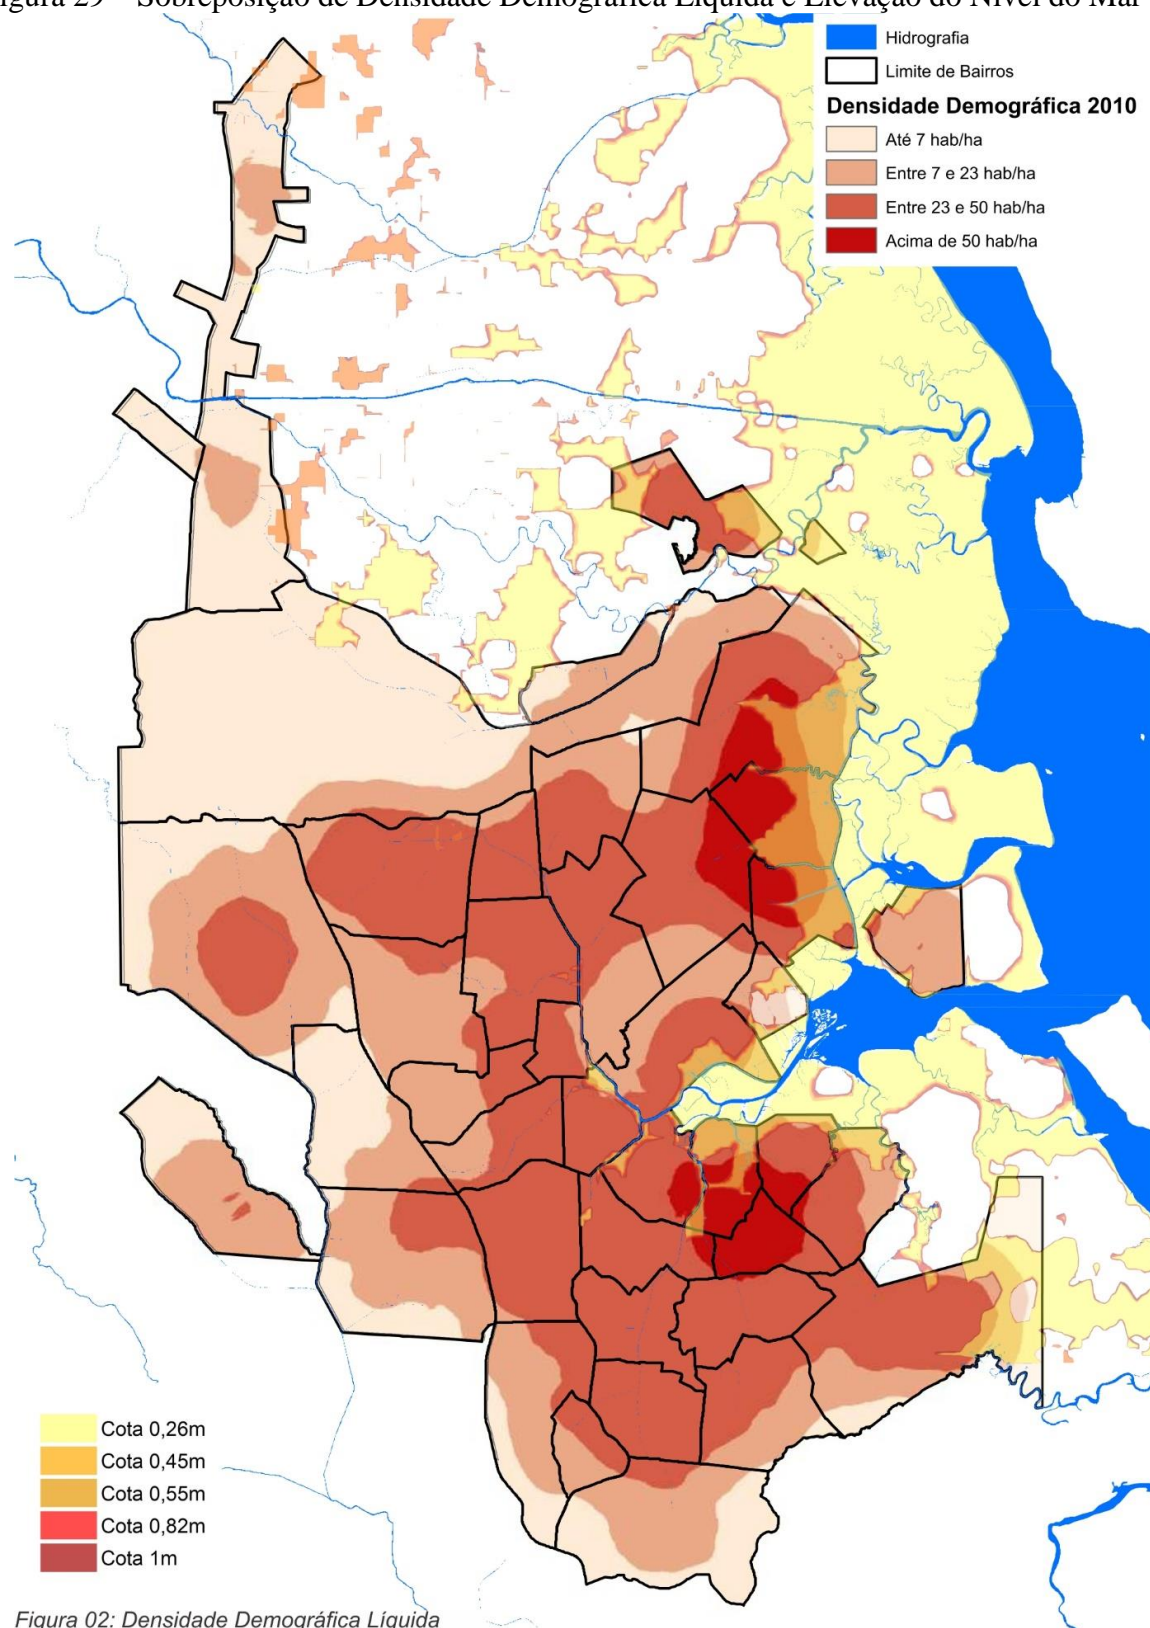 igura 29 – Sobreposição de Densidade Demográfica Líquida e Elevação do Nível do Mar
Hidrografia
Limite de Bairros
Densidade Demográfica 2010
Até 7 hab/ha
Entre 7 e 23 hab/ha
Entre 23 e 50 hab/ha
Acima de 50 hab/ha
Cota 0,26m
Cota 0,45m
Cota 0,55m
Cota 0,82m
Cota 1m
Figura 02: Densidade Demográfica Líquida